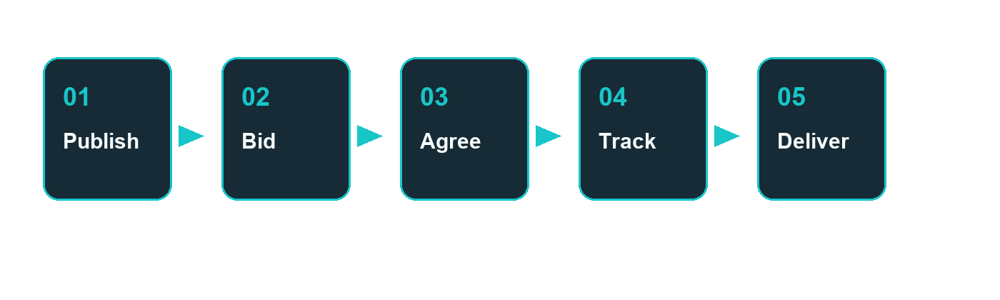 01
Publish
02
Bid
03
Agree
04
Track
05
Deliver